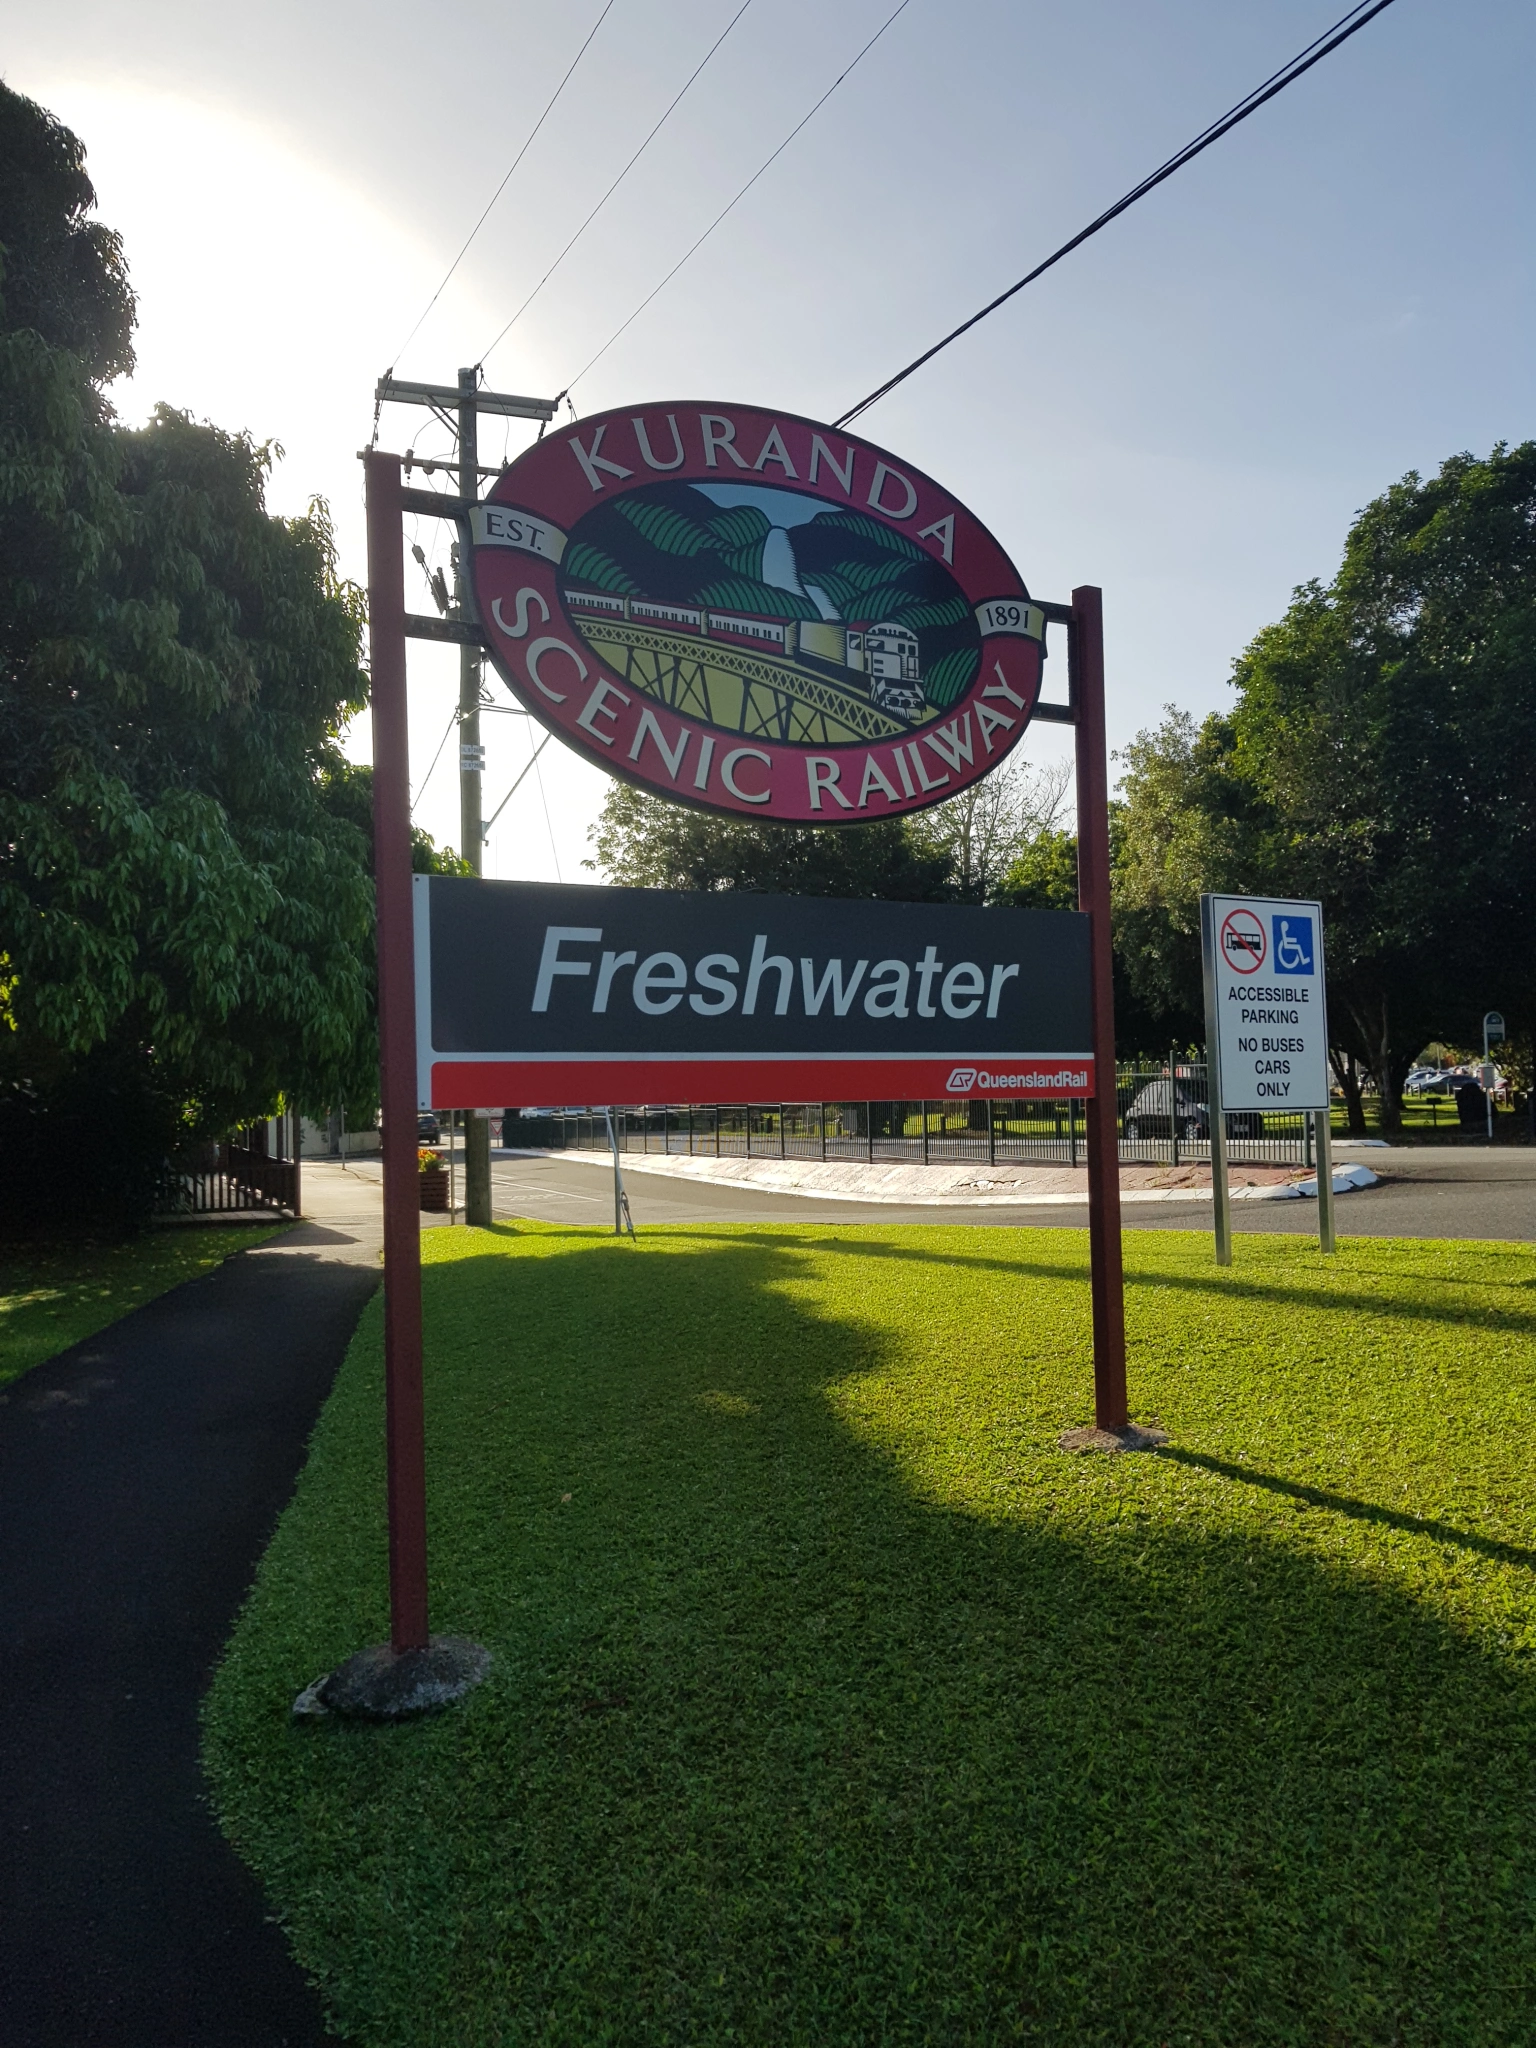 KURANDA
EST.
1891
SCENIC RAILWAY
Freshwater
QueenslandRail
ACCESSIBLE
PARKING
NO BUSES
CARS
ONLY